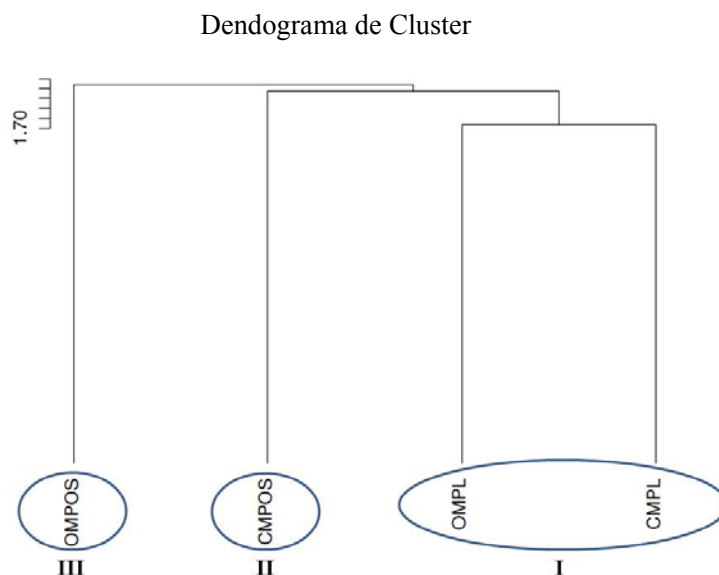 Dendograma de Cluster
1.70
OMPOS
CMPOS
OMPL
CMPL
III
II
I